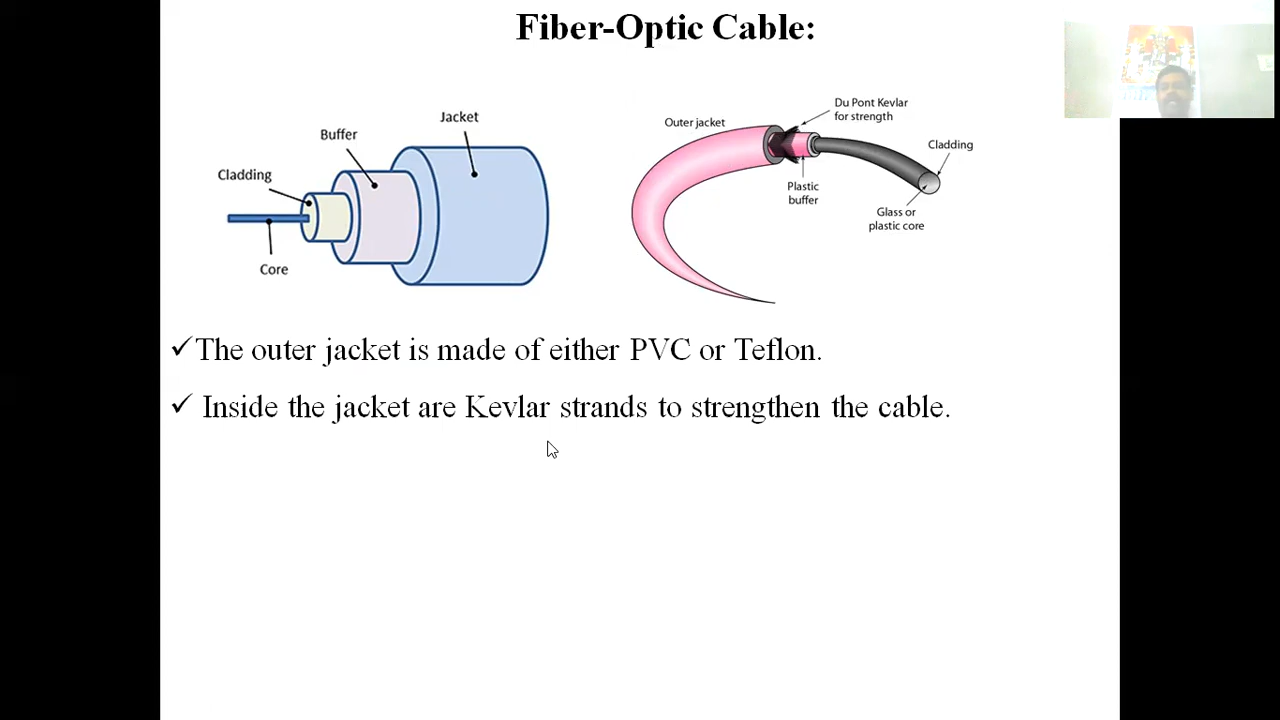 Fiber-Optic Cable:
Jacket
Buffer
Cladding
Core
Du Pont Kevlar
for strength
Outer jacket
Cladding
Plastic
buffer
Glass or
plastic core
✓The outer jacket is made of either PVC or Teflon.
✓ Inside the jacket are Kevlar strands to strengthen the cable.